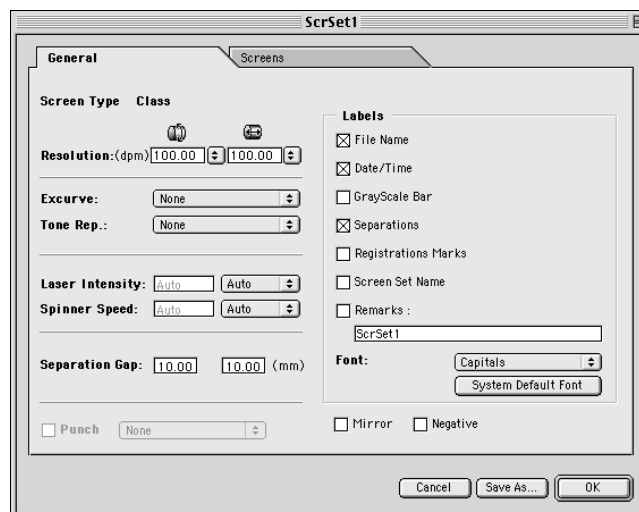 ScrSet1
General
Screens
Screen Type Class
Resolution:(dpm) 100.00 100.00
Excurve: None
Tone Rep.: None
Laser Intensity: Auto Auto
Spinner Speed: Auto Auto
Separation Gap: 10.00 10.00 (mm)
Punch None
Labels
File Name
Date/Time
GrayScale Bar
Separations
Registrations Marks
Screen Set Name
Remarks :
ScrSet1
Font: Capitals
System Default Font
Mirror Negative
Cancel Save As... OK